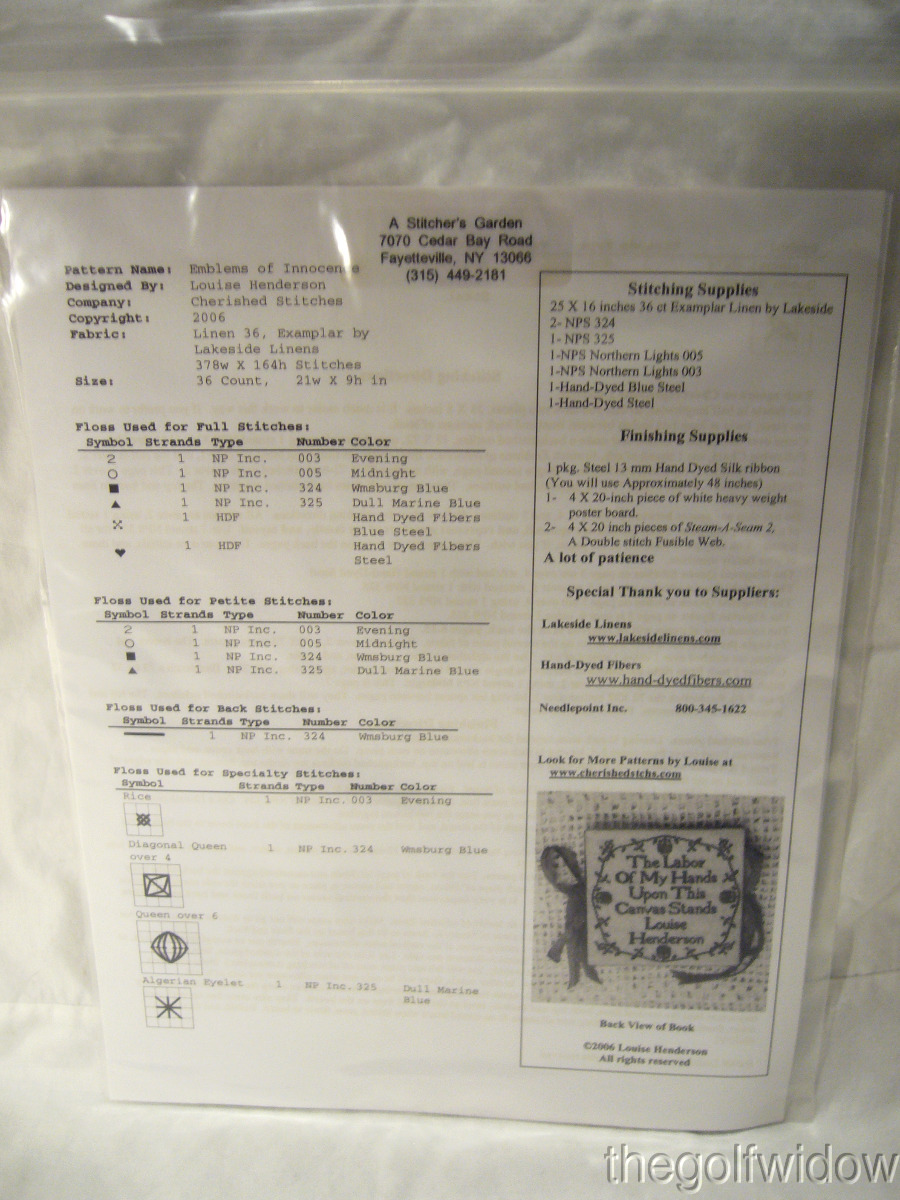 A Stitcher's Garden
7070 Cedar Bay Road
Fayetteville, NY 13066
(315) 449-2181
Pattern Name: Emblems of Innocence
Designed By: Louise Henderson
Company: Cherished Stitches
Copyright: 2006
Fabric: Linen 36, Examplar by
Lakeside Linens
378w X 164h Stitches
Size: 36 Count, 21w X 9h in
Floss Used for Full Stitches:
Symbol Strands Type Number Color
2 1 NP Inc. 003 Evening
○ 1 NP Inc. 005 Midnight
■ 1 NP Inc. 324 Wmsburg Blue
▲ 1 NP Inc. 325 Dull Marine Blue
1 HDF Hand Dyed Fibers
Blue Steel
♥ 1 HDF Hand Dyed Fibers
Steel
Floss Used for Petite Stitches:
Symbol Strands Type Number Color
2 1 NP Inc. 003 Evening
○ 1 NP Inc. 005 Midnight
■ 1 NP Inc. 324 Wmsburg Blue
▲ 1 NP Inc. 325 Dull Marine Blue
Floss Used for Back Stitches:
Symbol Strands Type Number Color
1 NP Inc. 324 Wmsburg Blue
Floss Used for Specialty Stitches:
Symbol Strands Type Number Color
Rice 1 NP Inc. 003 Evening
Diagonal Queen 1 NP Inc. 324 Wmsburg Blue
over 4
Queen over 6
Algerian Eyelet 1 NP Inc. 325 Dull Marine
Blue
Stitching Supplies
25 X 16 inches 36 ct Examplar Linen by Lakeside
2- NPS 324
1- NPS 325
1-NPS Northern Lights 005
1-NPS Northern Lights 003
1-Hand-Dyed Blue Steel
1-Hand-Dyed Steel
Finishing Supplies
1 pkg. Steel 13 mm Hand Dyed Silk ribbon
(You will use Approximately 48 inches)
1- 4 X 20-inch piece of white heavy weight
poster board.
2- 4 X 20 inch pieces of Steam-A-Seam 2,
A Double stitch Fusible Web.
A lot of patience
Special Thank you to Suppliers:
Lakeside Linens
www.lakesidelinens.com
Hand-Dyed Fibers
www.hand-dyedfibers.com
Needlepoint Inc. 800-345-1622
Look for More Patterns by Louise at
www.cherishedstchs.com
The Labor
Of My Hands
Upon This
Canvas Stands
Louise
Henderson
Back View of Book
©2006 Louise Henderson
All rights reserved
thegolfwidow